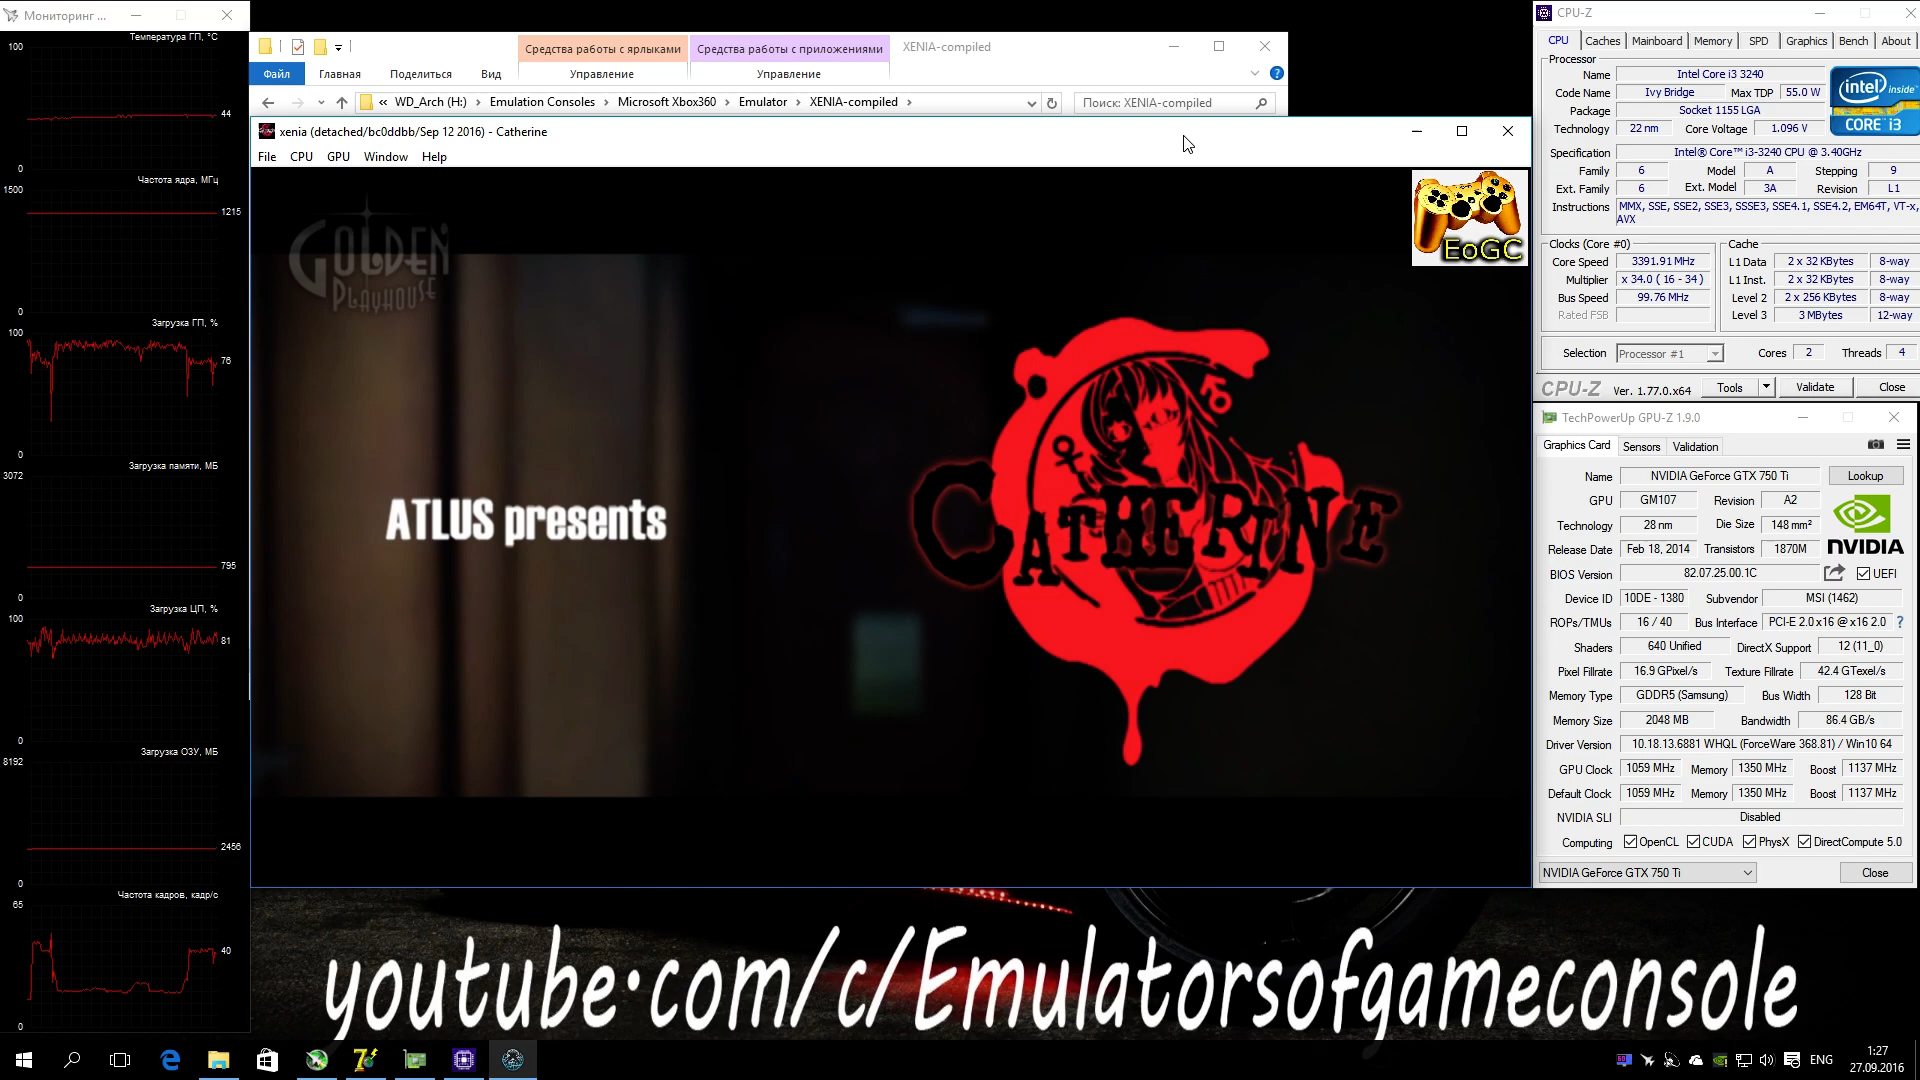 Мониторинг ...
Температура ГП, °C
100
44
0
Частота ядра, МГц
1500
1215
0
Загрузка ГП, %
100
76
0
Загрузка памяти, МБ
3072
795
0
Загрузка ЦП, %
100
81
0
Загрузка ОЗУ, МБ
8192
2456
0
Частота кадров, кадр/с
65
40
0
Средства работы с ярлыками
Средства работы с приложениями
XENIA-compiled
Файл
Главная
Поделиться
Вид
Управление
Управление
« WD_Arch (H:) › Emulation Consoles › Microsoft Xbox360 › Emulator › XENIA-compiled ›
Поиск: XENIA-compiled
xenia (detached/bc0ddbb/Sep 12 2016) - Catherine
File CPU GPU Window Help
GOLDEN
PLAYHOUSE
EoGC
ATLUS presents
CATHERINE
CPU-Z
CPU Caches Mainboard Memory SPD Graphics Bench About
Processor
Name Intel Core i3 3240
Code Name Ivy Bridge Max TDP 55.0 W
Package Socket 1155 LGA
Technology 22 nm Core Voltage 1.096 V
intel inside
CORE i3
Specification Intel® Core™ i3-3240 CPU @ 3.40GHz
Family 6 Model A Stepping 9
Ext. Family 6 Ext. Model 3A Revision L1
Instructions MMX, SSE, SSE2, SSE3, SSSE3, SSE4.1, SSE4.2, EM64T, VT-x,
AVX
Clocks (Core #0)
Core Speed 3391.91 MHz
Multiplier x 34.0 ( 16 - 34 )
Bus Speed 99.76 MHz
Rated FSB
Cache
L1 Data 2 x 32 KBytes 8-way
L1 Inst. 2 x 32 KBytes 8-way
Level 2 2 x 256 KBytes 8-way
Level 3 3 MBytes 12-way
Selection Processor #1 Cores 2 Threads 4
CPU-Z Ver. 1.77.0.x64 Tools Validate Close
TechPowerUp GPU-Z 1.9.0
Graphics Card Sensors Validation
Name NVIDIA GeForce GTX 750 Ti Lookup
GPU GM107 Revision A2
Technology 28 nm Die Size 148 mm²
Release Date Feb 18, 2014 Transistors 1870M
NVIDIA
BIOS Version 82.07.25.00.1C UEFI
Device ID 10DE - 1380 Subvendor MSI (1462)
ROPs/TMUs 16 / 40 Bus Interface PCI-E 2.0 x16 @ x16 2.0 ?
Shaders 640 Unified DirectX Support 12 (11_0)
Pixel Fillrate 16.9 GPixel/s Texture Fillrate 42.4 GTexel/s
Memory Type GDDR5 (Samsung) Bus Width 128 Bit
Memory Size 2048 MB Bandwidth 86.4 GB/s
Driver Version 10.18.13.6881 WHQL (ForceWare 368.81) / Win10 64
GPU Clock 1059 MHz Memory 1350 MHz Boost 1137 MHz
Default Clock 1059 MHz Memory 1350 MHz Boost 1137 MHz
NVIDIA SLI Disabled
Computing OpenCL CUDA PhysX DirectCompute 5.0
NVIDIA GeForce GTX 750 Ti Close
youtube.com/c/Emulatorsofgameconsole
ENG
1:27
27.09.2016